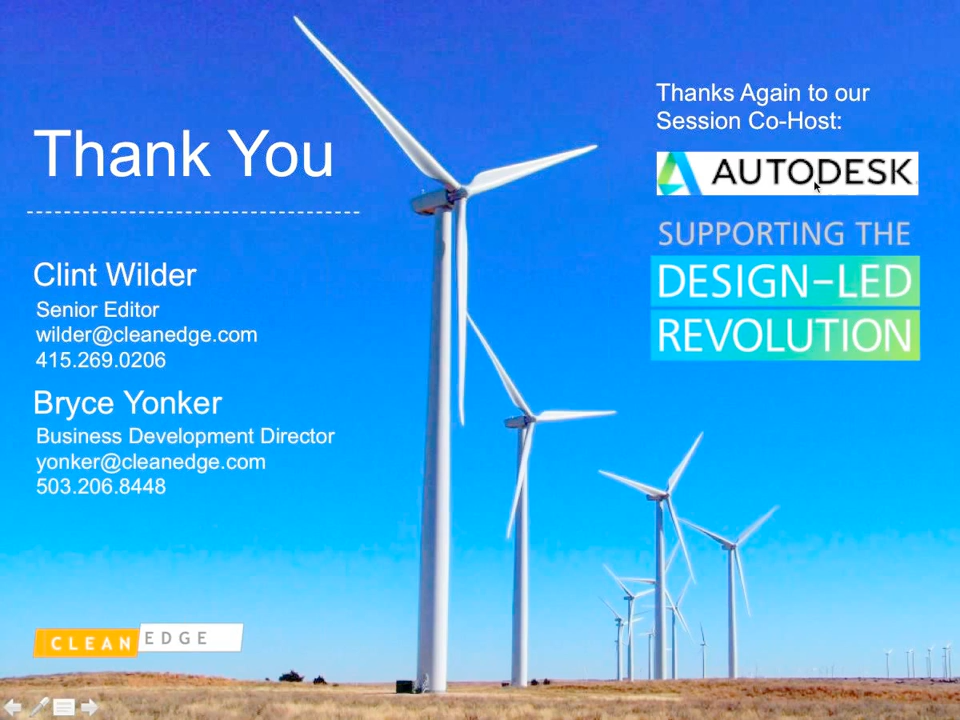 Thank You
Clint Wilder
Senior Editor
wilder@cleanedge.com
415.269.0206
Bryce Yonker
Business Development Director
yonker@cleanedge.com
503.206.8448
CLEAN EDGE
Thanks Again to our
Session Co-Host:
AUTODESK
SUPPORTING THE
DESIGN–LED
REVOLUTION